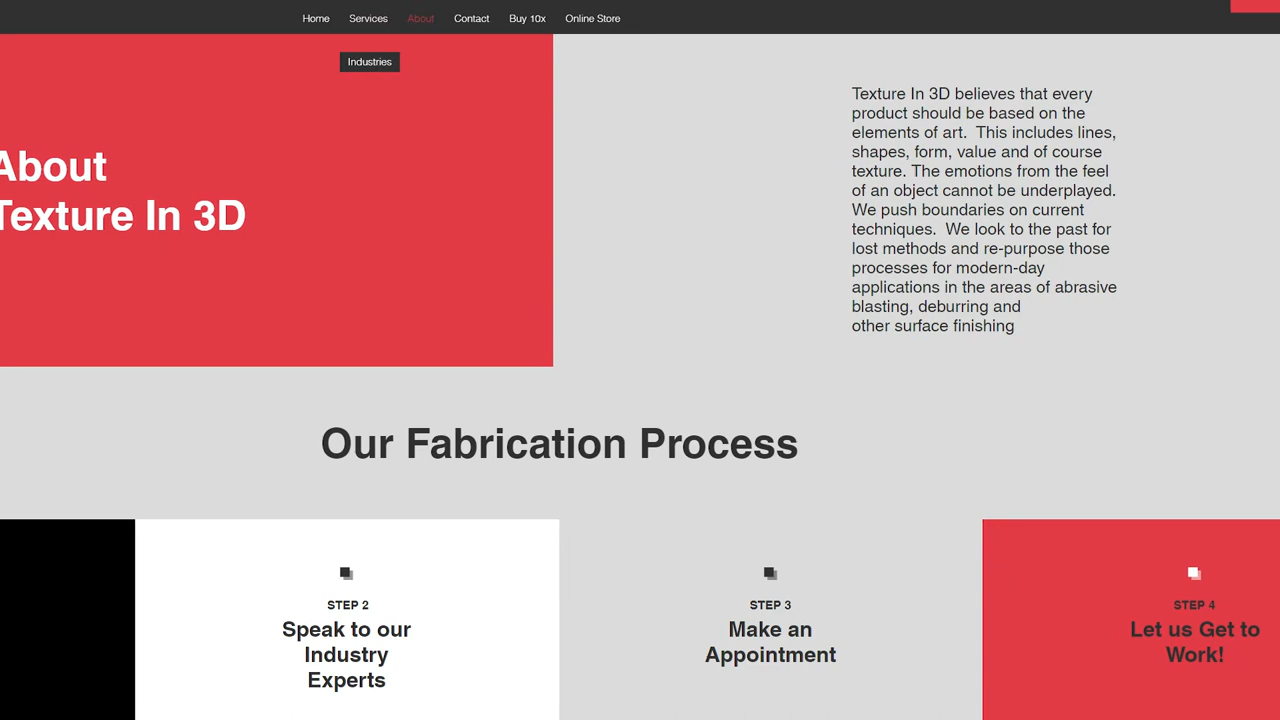 Home Services About Contact Buy 10x Online Store
Industries
About
Texture In 3D
Texture In 3D believes that every
product should be based on the
elements of art.  This includes lines,
shapes, form, value and of course
texture. The emotions from the feel
of an object cannot be underplayed.
We push boundaries on current
techniques.  We look to the past for
lost methods and re-purpose those
processes for modern-day
applications in the areas of abrasive
blasting, deburring and
other surface finishing
Our Fabrication Process
STEP 2
Speak to our
Industry
Experts
STEP 3
Make an
Appointment
STEP 4
Let us Get to
Work!